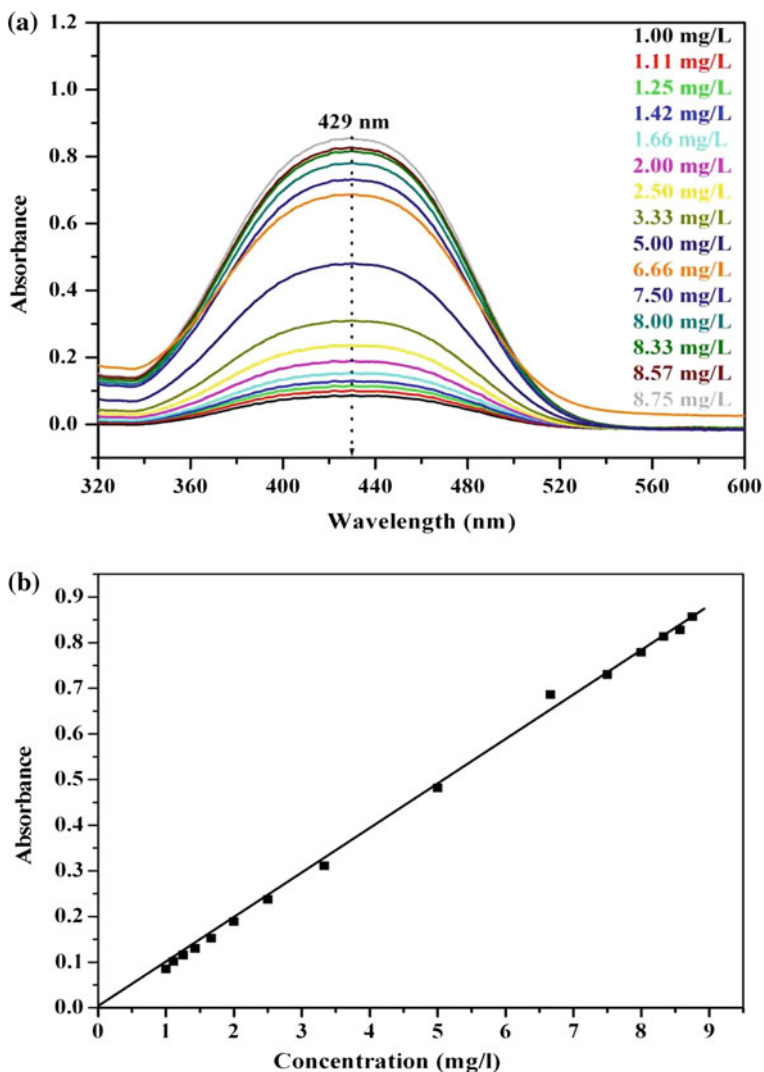 (a)
1.2
1.0
0.8
0.6
0.4
0.2
0.0
Absorbance
429 nm
1.00 mg/L
1.11 mg/L
1.25 mg/L
1.42 mg/L
1.66 mg/L
2.00 mg/L
2.50 mg/L
3.33 mg/L
5.00 mg/L
6.66 mg/L
7.50 mg/L
8.00 mg/L
8.33 mg/L
8.57 mg/L
8.75 mg/L
320 360 400 440 480 520 560 600
Wavelength (nm)
(b)
0.9
0.8
0.7
0.6
0.5
0.4
0.3
0.2
0.1
0.0
Absorbance
0 1 2 3 4 5 6 7 8 9
Concentration (mg/l)